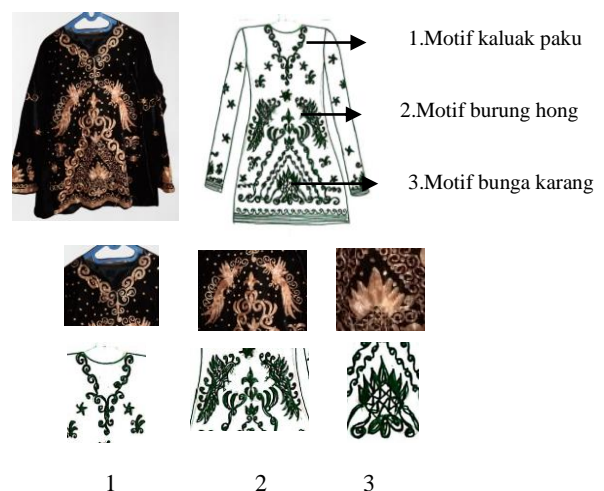 1.Motif kaluak paku
2.Motif burung hong
3.Motif bunga karang
1 2 3